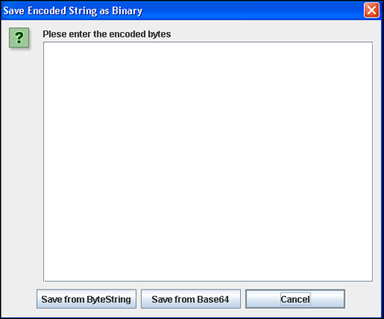 Save Encoded String as Binary
?
Plese enter the encoded bytes
Save from ByteString
Save from Base64
Cancel